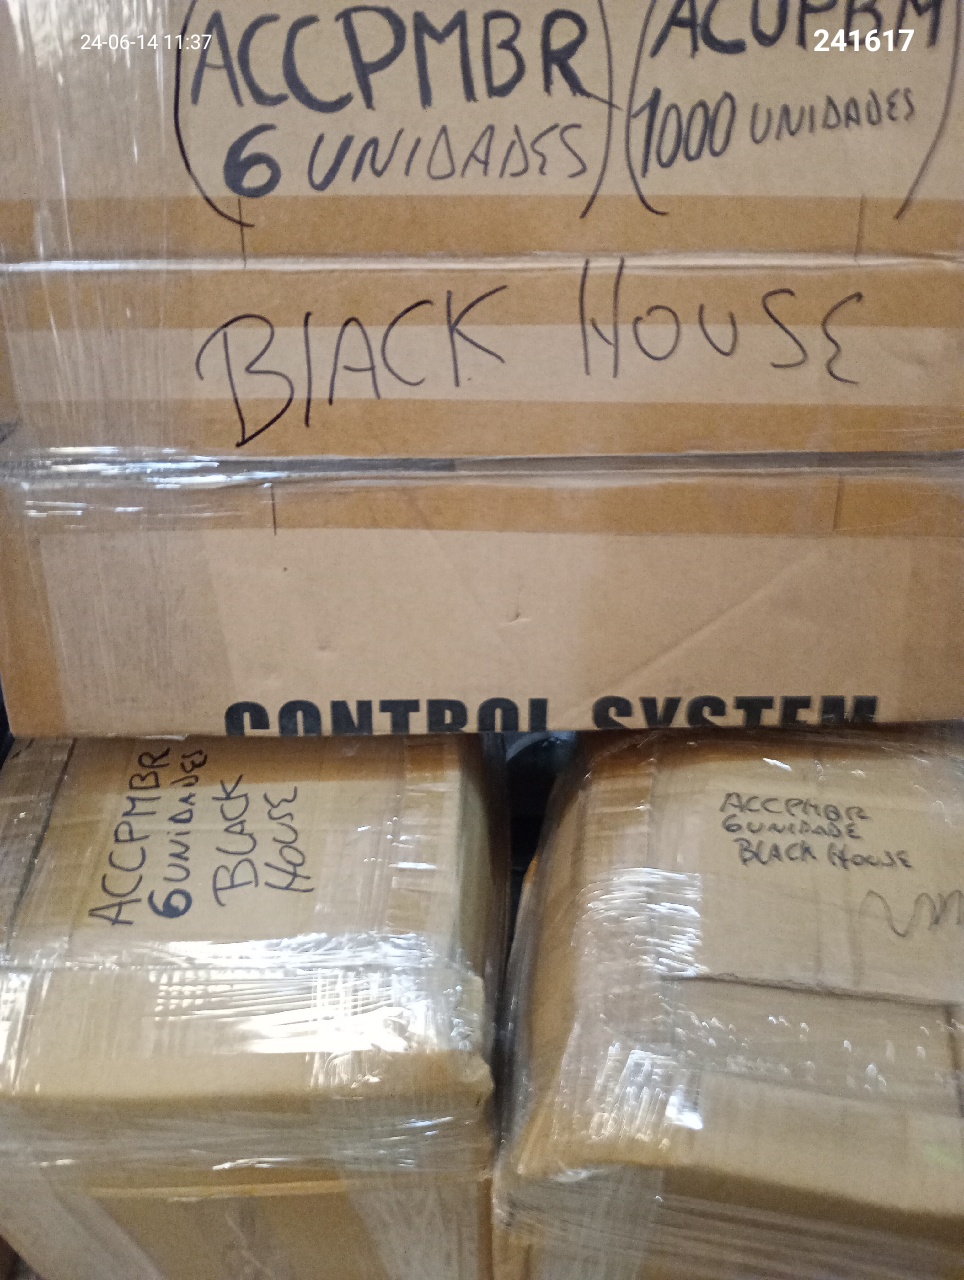 24-06-14 11:37
241617
ACCPMBR
6 UNIDADES
ACUPBM
1000 UNIDADES
BLACK HOUSE
CONTROL SYSTEM
ACCPMBR
6 UNIDADES
BLACK
HOUSE
ACCPMBR
6 UNIDADE
BLACK HOUSE